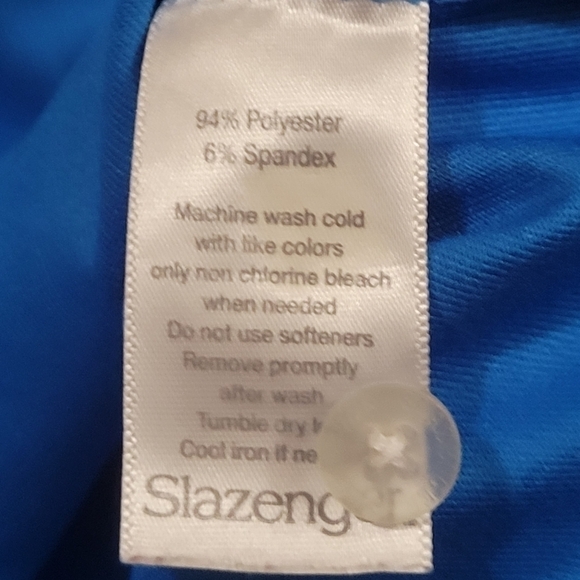 94% Polyester
6% Spandex
Machine wash cold
with like colors
only non chlorine bleach
when needed
Do not use softeners
Remove promptly
after wash
Tumble dry
Cool iron if
Slazenger